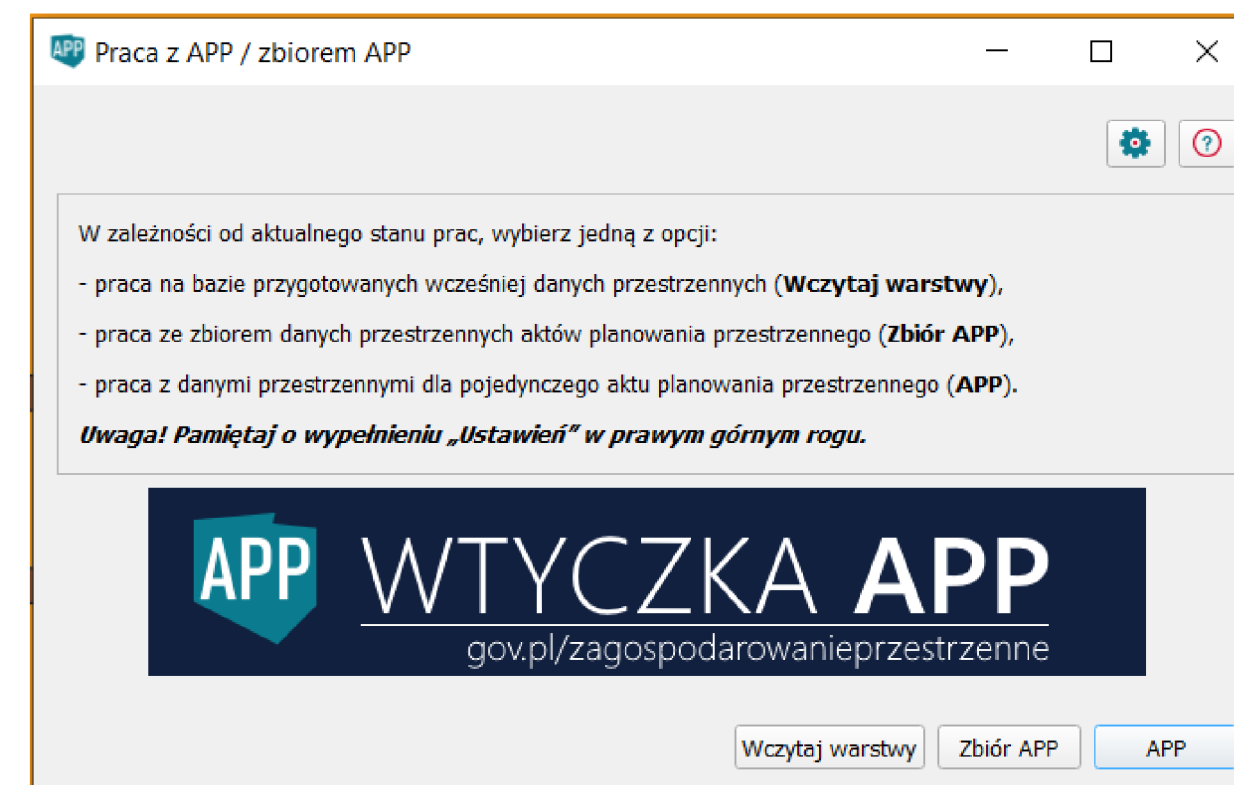 APP Praca z APP / zbiorem APP
?
W zależności od aktualnego stanu prac, wybierz jedną z opcji:
- praca na bazie przygotowanych wcześniej danych przestrzennych (Wczytaj warstwy),
- praca ze zbiorem danych przestrzennych aktów planowania przestrzennego (Zbiór APP),
- praca z danymi przestrzennymi dla pojedynczego aktu planowania przestrzennego (APP).
Uwaga! Pamiętaj o wypełnieniu „Ustawień” w prawym górnym rogu.
APP WTYCZKA APP
gov.pl/zagospodarowanieprzestrzenne
Wczytaj warstwy Zbiór APP APP